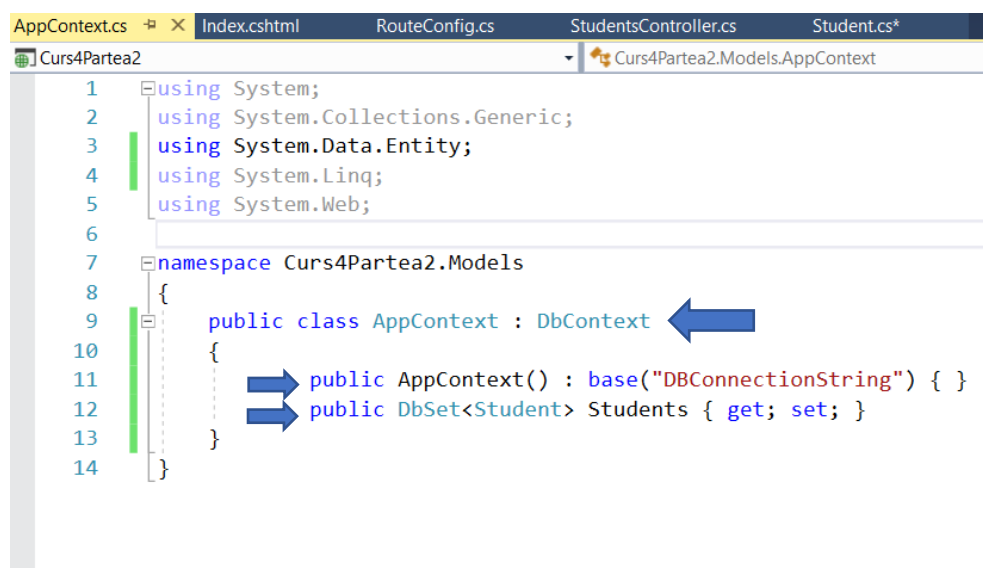 AppContext.cs Index.cshtml RouteConfig.cs StudentsController.cs Student.cs*
Curs4Partea2 Curs4Partea2.Models.AppContext
1 using System;
2 using System.Collections.Generic;
3 using System.Data.Entity;
4 using System.Linq;
5 using System.Web;
6
7 namespace Curs4Partea2.Models
8 {
9 public class AppContext : DbContext
10 {
11 public AppContext() : base("DBConnectionString") { }
12 public DbSet<Student> Students { get; set; }
13 }
14 }